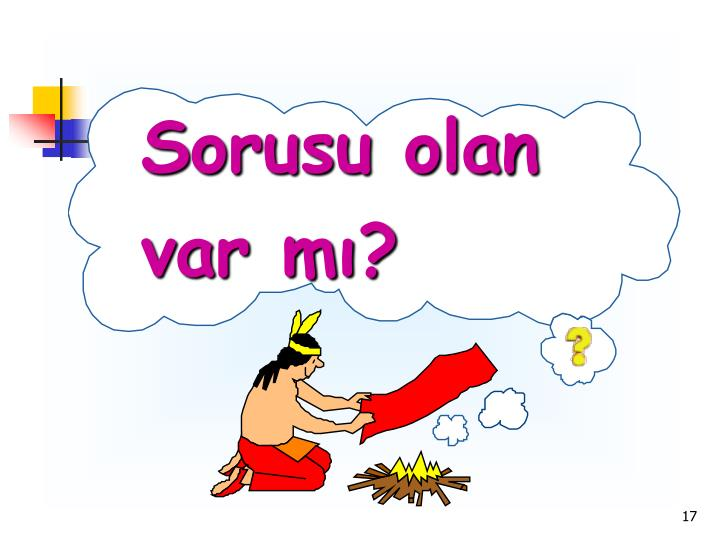 Sorusu olan
var mı?
?
17